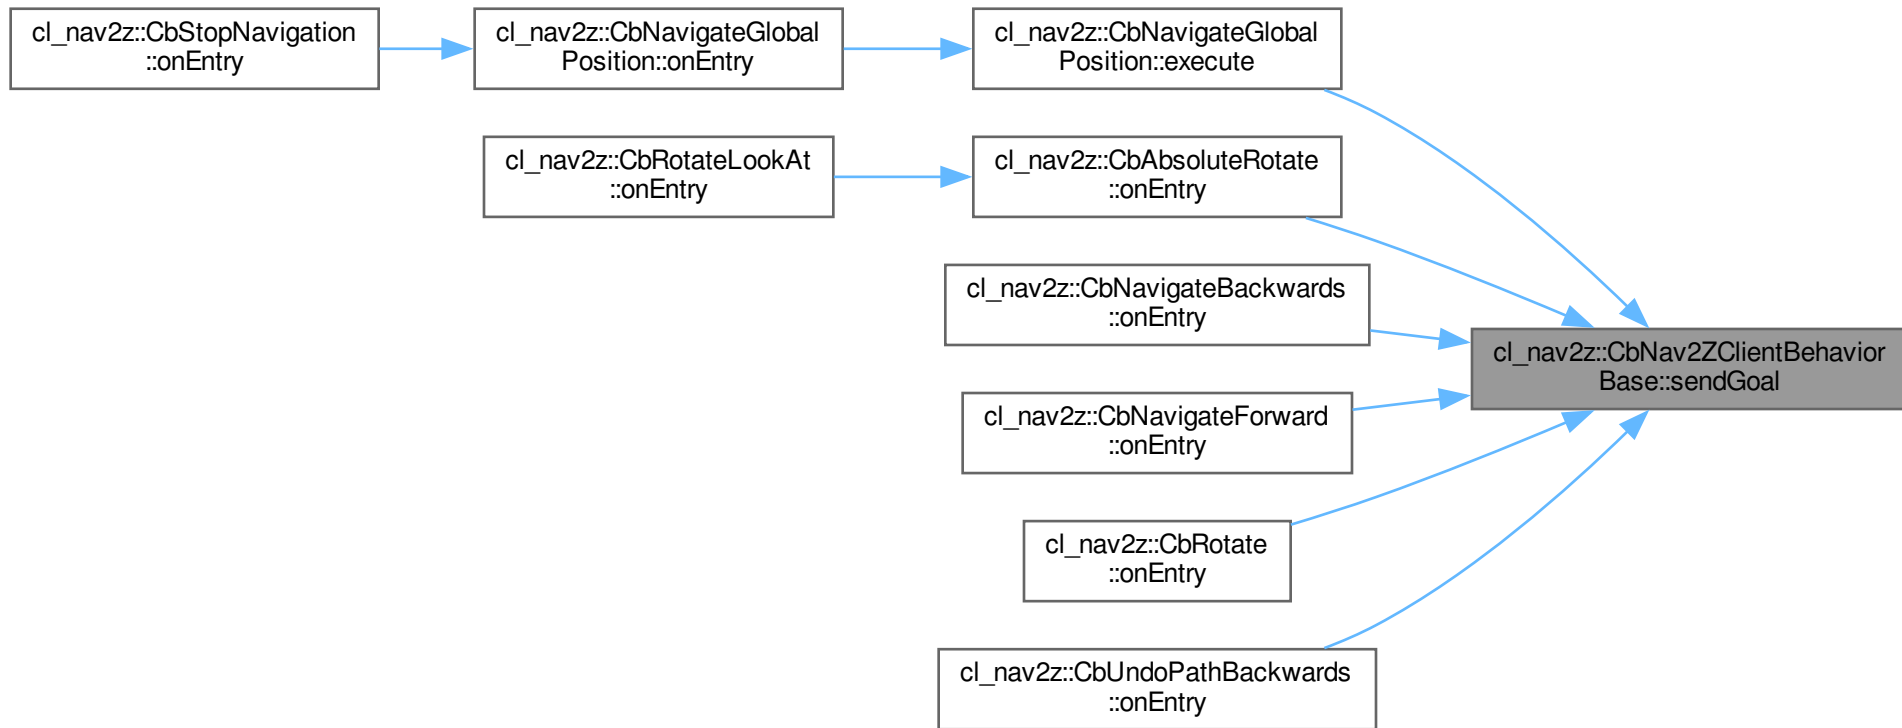 cl_nav2z::CbStopNavigation
::onEntry
cl_nav2z::CbNavigateGlobal
Position::onEntry
cl_nav2z::CbNavigateGlobal
Position::execute
cl_nav2z::CbRotateLookAt
::onEntry
cl_nav2z::CbAbsoluteRotate
::onEntry
cl_nav2z::CbNavigateBackwards
::onEntry
cl_nav2z::CbNav2ZClientBehavior
Base::sendGoal
cl_nav2z::CbNavigateForward
::onEntry
cl_nav2z::CbRotate
::onEntry
cl_nav2z::CbUndoPathBackwards
::onEntry